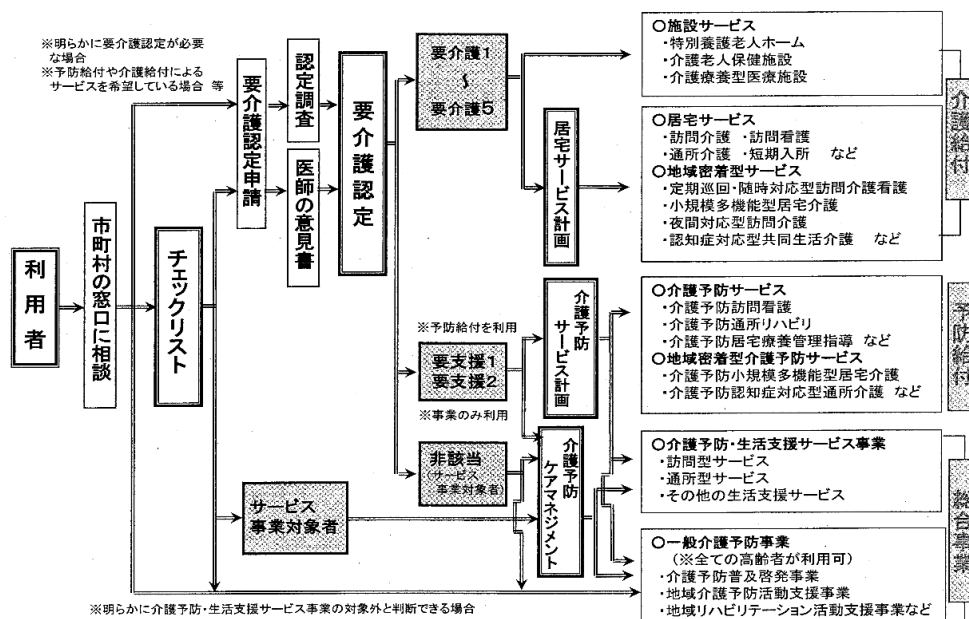 ※明らかに要介護認定が必要
な場合
※予防給付や介護給付による
サービスを希望している場合 等
利用者
市町村の窓口に相談
チェックリスト
要介護認定申請
認定調査
医師の意見書
要介護認定
要介護1
~
要介護5
居宅サービス計画
○施設サービス
・特別養護老人ホーム
・介護老人保健施設
・介護療養型医療施設
○居宅サービス
・訪問介護 ・訪問看護
・通所介護 ・短期入所 など
○地域密着型サービス
・定期巡回・随時対応型訪問介護看護
・小規模多機能型居宅介護
・夜間対応型訪問介護
・認知症対応型共同生活介護 など
介護給付
※予防給付を利用
要支援1
要支援2
※事業のみ利用
介護予防
サービス計画
○介護予防サービス
・介護予防訪問看護
・介護予防通所リハビリ
・介護予防居宅療養管理指導 など
○地域密着型介護予防サービス
・介護予防小規模多機能型居宅介護
・介護予防認知症対応型通所介護 など
予防給付
非該当
(サービス
事業対象者)
サービス
事業対象者
介護予防
ケアマネジメント
○介護予防・生活支援サービス事業
・訪問型サービス
・通所型サービス
・その他の生活支援サービス
○一般介護予防事業
(※全ての高齢者が利用可)
・介護予防普及啓発事業
・地域介護予防活動支援事業
・地域リハビリテーション活動支援事業など
総合事業
※明らかに介護予防・生活支援サービス事業の対象外と判断できる場合